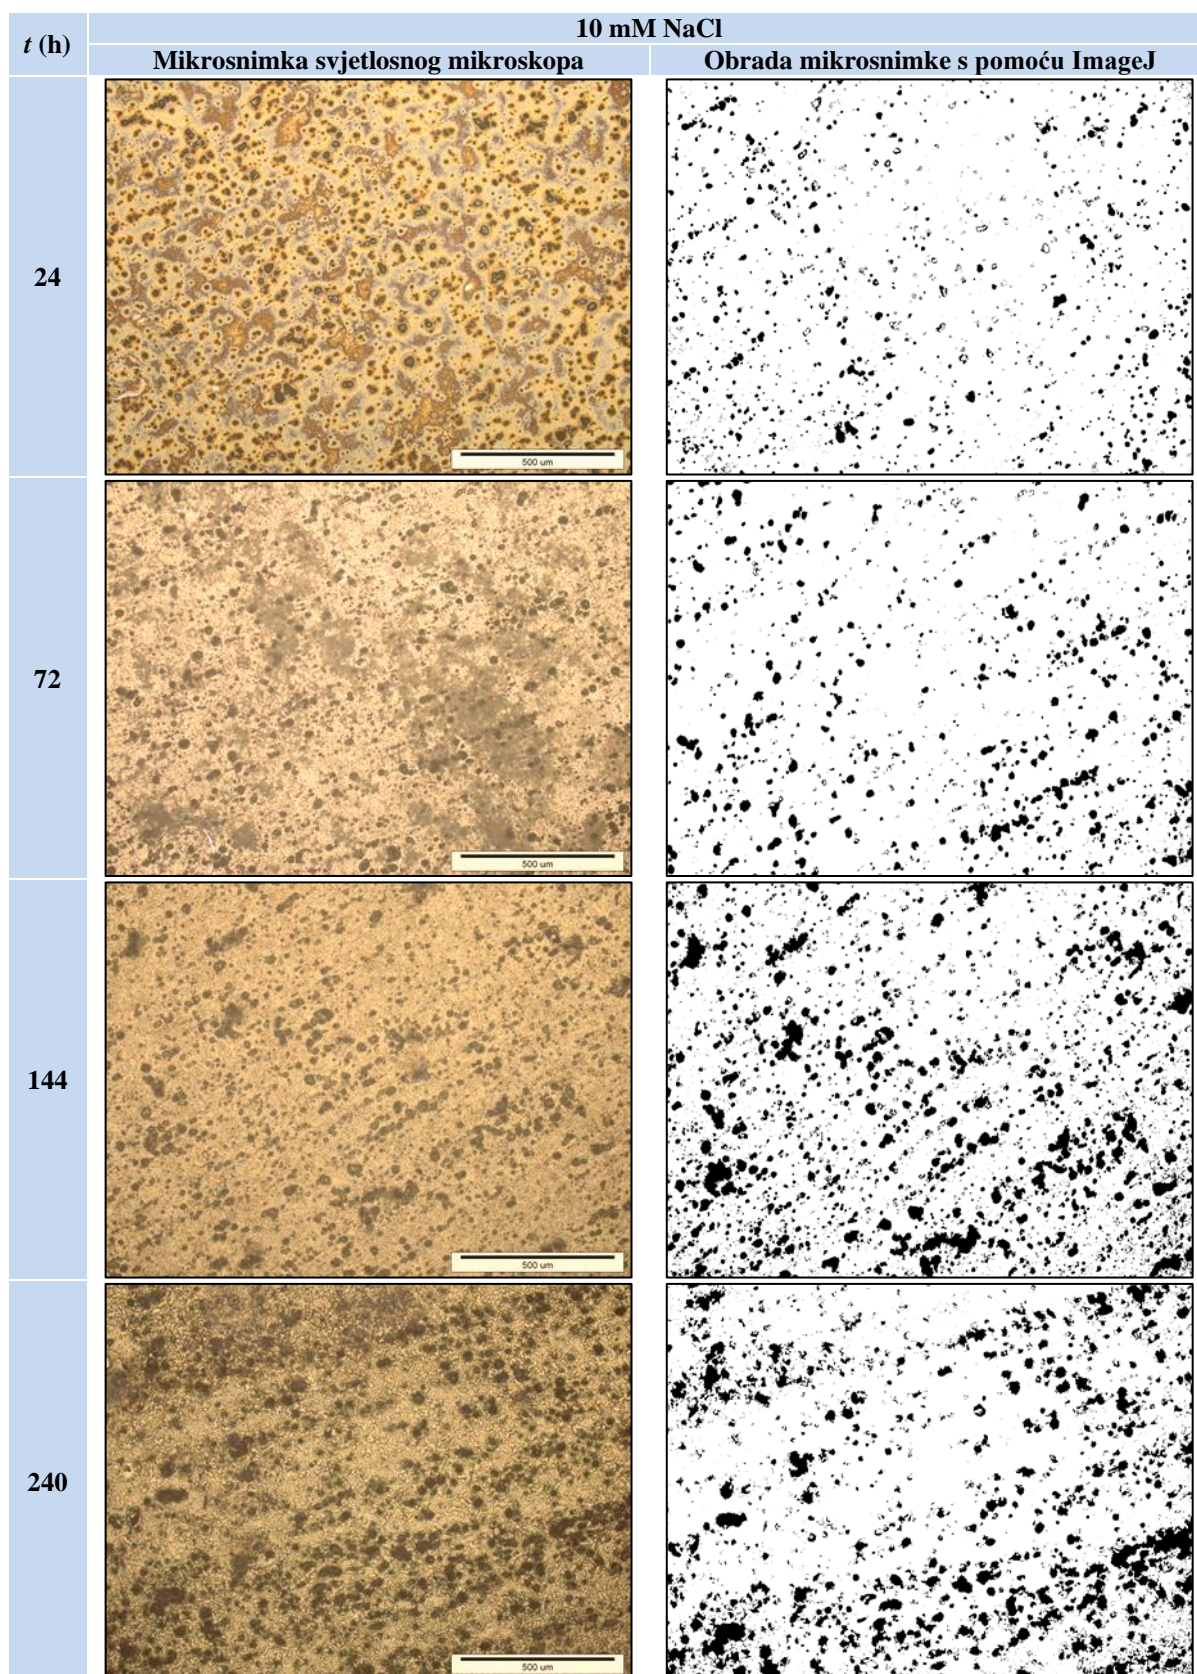 t (h)
10 mM NaCl
Mikrosnimka svjetlosnog mikroskopa
Obrada mikrosnimke s pomoću ImageJ
24
500 um
72
500 um
144
500 um
240
500 um